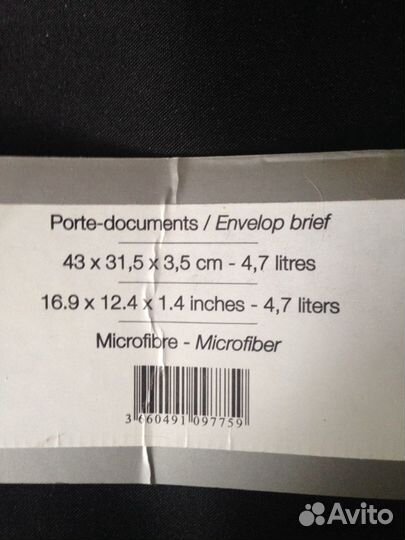 Porte-documents / Envelop brief
43 x 31,5 x 3,5 cm - 4,7 litres
16.9 x 12.4 x 1.4 inches - 4,7 liters
Microfibre - Microfiber
3 660491 097759
Avito